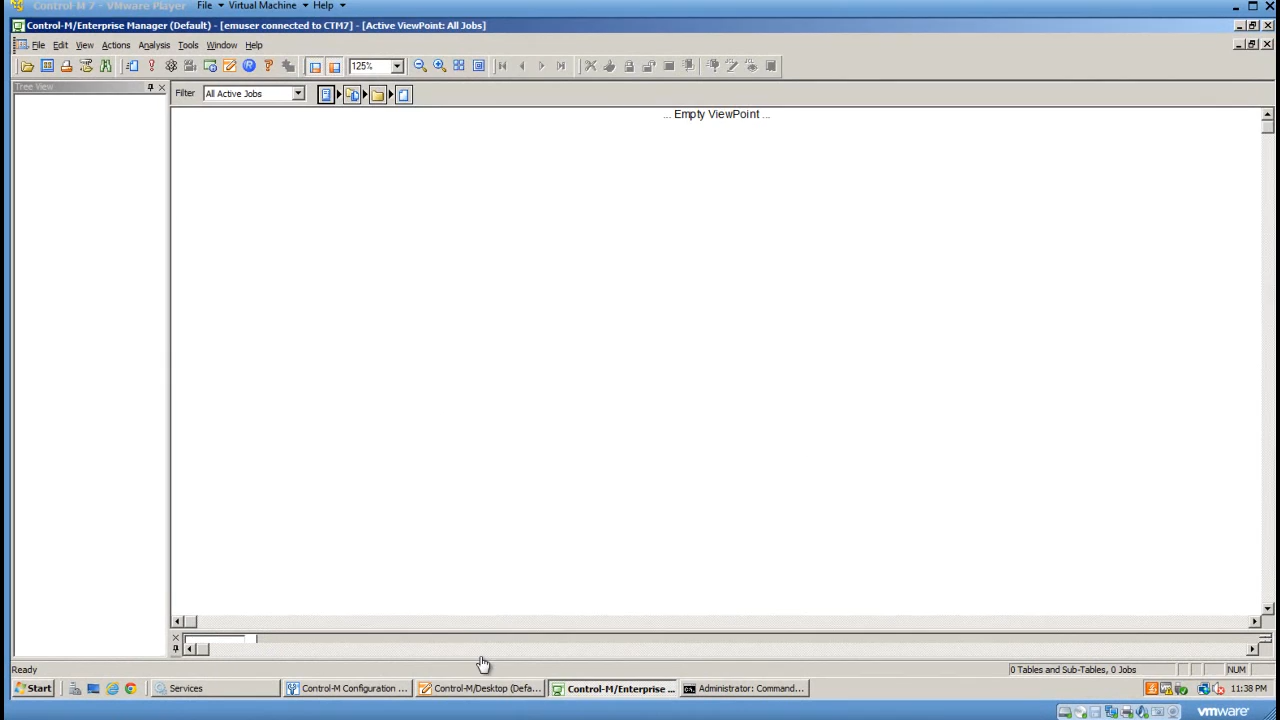 Control-M 7 - VMware Player File Virtual Machine Help
Control-M/Enterprise Manager (Default) - [emuser connected to CTM7] - [Active ViewPoint: All Jobs]
File Edit View Actions Analysis Tools Window Help
125%
Tree View
Filter All Active Jobs
... Empty ViewPoint ...
Ready
0 Tables and Sub-Tables, 0 Jobs
NUM
Start
Services
Control-M Configuration ...
Control-M/Desktop (Defa...
Control-M/Enterprise ...
Administrator: Command...
11:38 PM
vmware